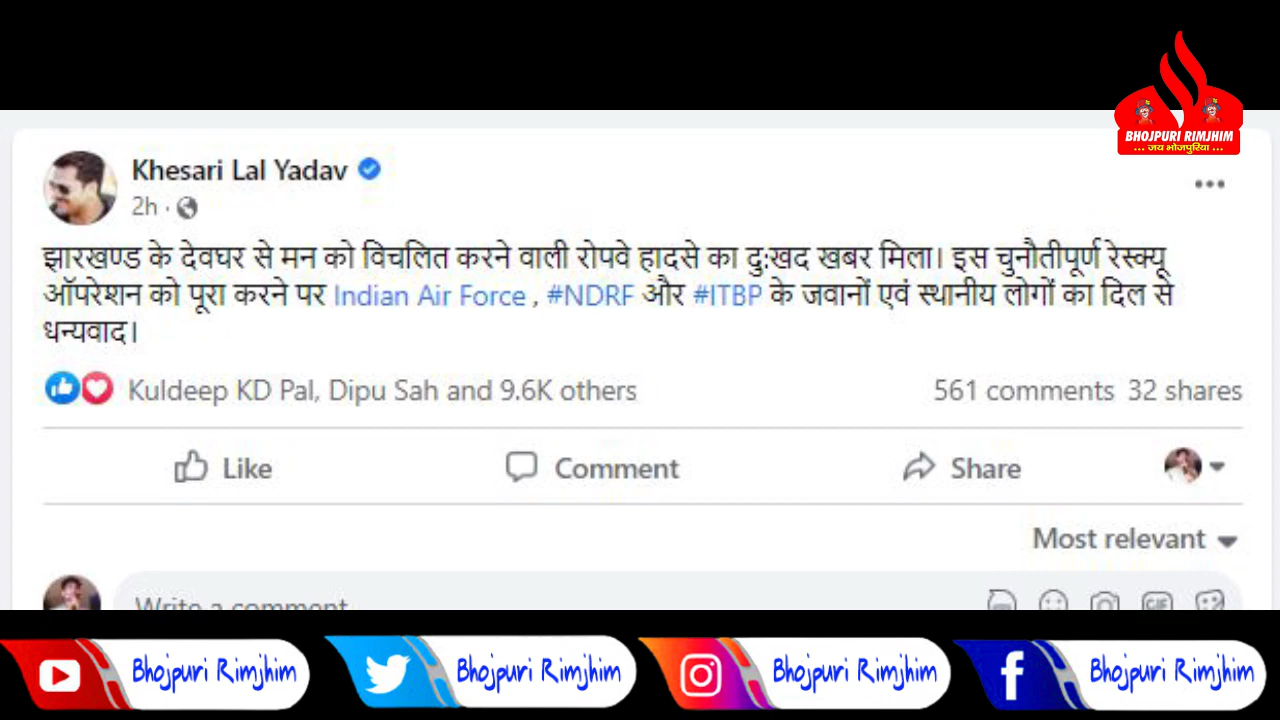 BHOJPURI RIMJHIM
... जय भोजपुरिया ...
Khesari Lal Yadav
2h ·
झारखण्ड के देवघर से मन को विचलित करने वाली रोपवे हादसे का दुःखद खबर मिला। इस चुनौतीपूर्ण रेस्क्यू
ऑपरेशन को पूरा करने पर Indian Air Force , #NDRF और #ITBP के जवानों एवं स्थानीय लोगों का दिल से
धन्यवाद।
Kuldeep KD Pal, Dipu Sah and 9.6K others 561 comments 32 shares
Like Comment Share
Most relevant
Write a comment
GIF
Bhojpuri Rimjhim Bhojpuri Rimjhim Bhojpuri Rimjhim Bhojpuri Rimjhim